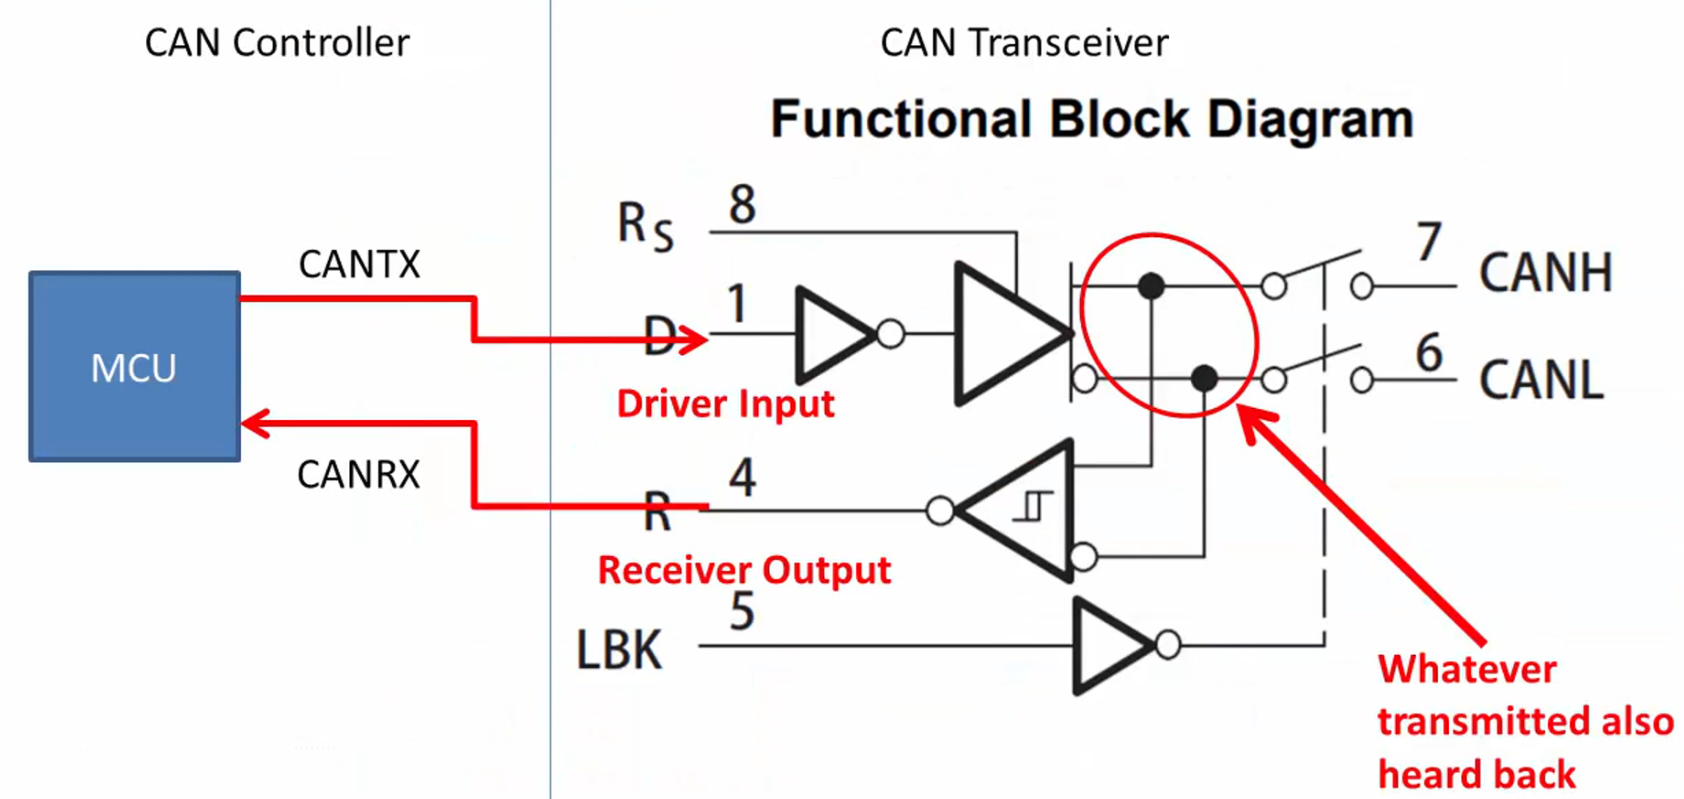 CAN Controller
CAN Transceiver
Functional Block Diagram
RS
8
7
CANH
CANTX
1
D
MCU
Driver Input
6
CANL
CANRX
4
R
Receiver Output
5
LBK
Whatever
transmitted also
heard back